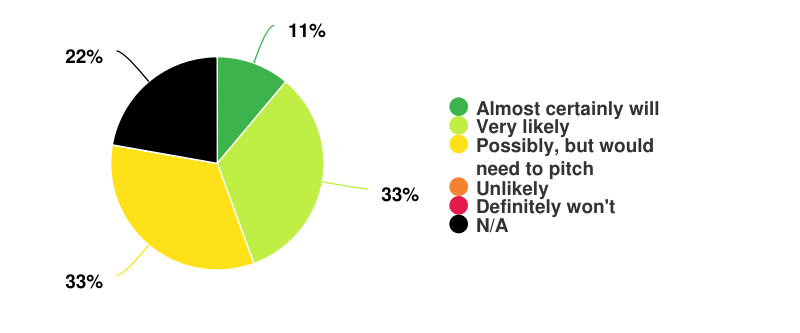 11%
22%
33%
33%
Almost certainly will
Very likely
Possibly, but would
need to pitch
Unlikely
Definitely won't
N/A